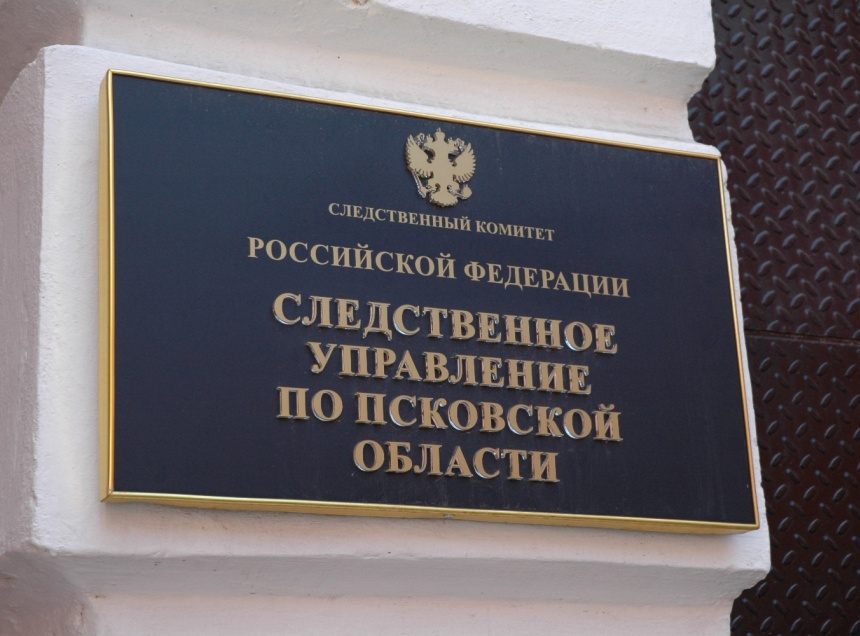 СЛЕДСТВЕННЫЙ КОМИТЕТ
РОССИЙСКОЙ ФЕДЕРАЦИИ
СЛЕДСТВЕННОЕ
УПРАВЛЕНИЕ
ПО ПСКОВСКОЙ
ОБЛАСТИ